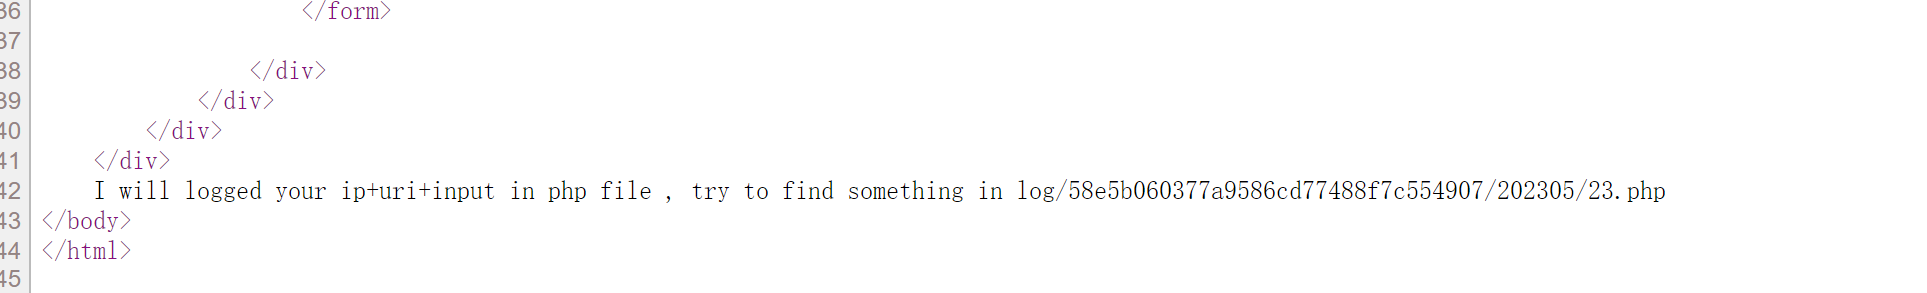 36 </form>
37
38 </div>
39 </div>
40 </div>
41 </div>
42 I will logged your ip+uri+input in php file , try to find something in log/58e5b060377a9586cd77488f7c554907/202305/23.php
43 </body>
44 </html>
45